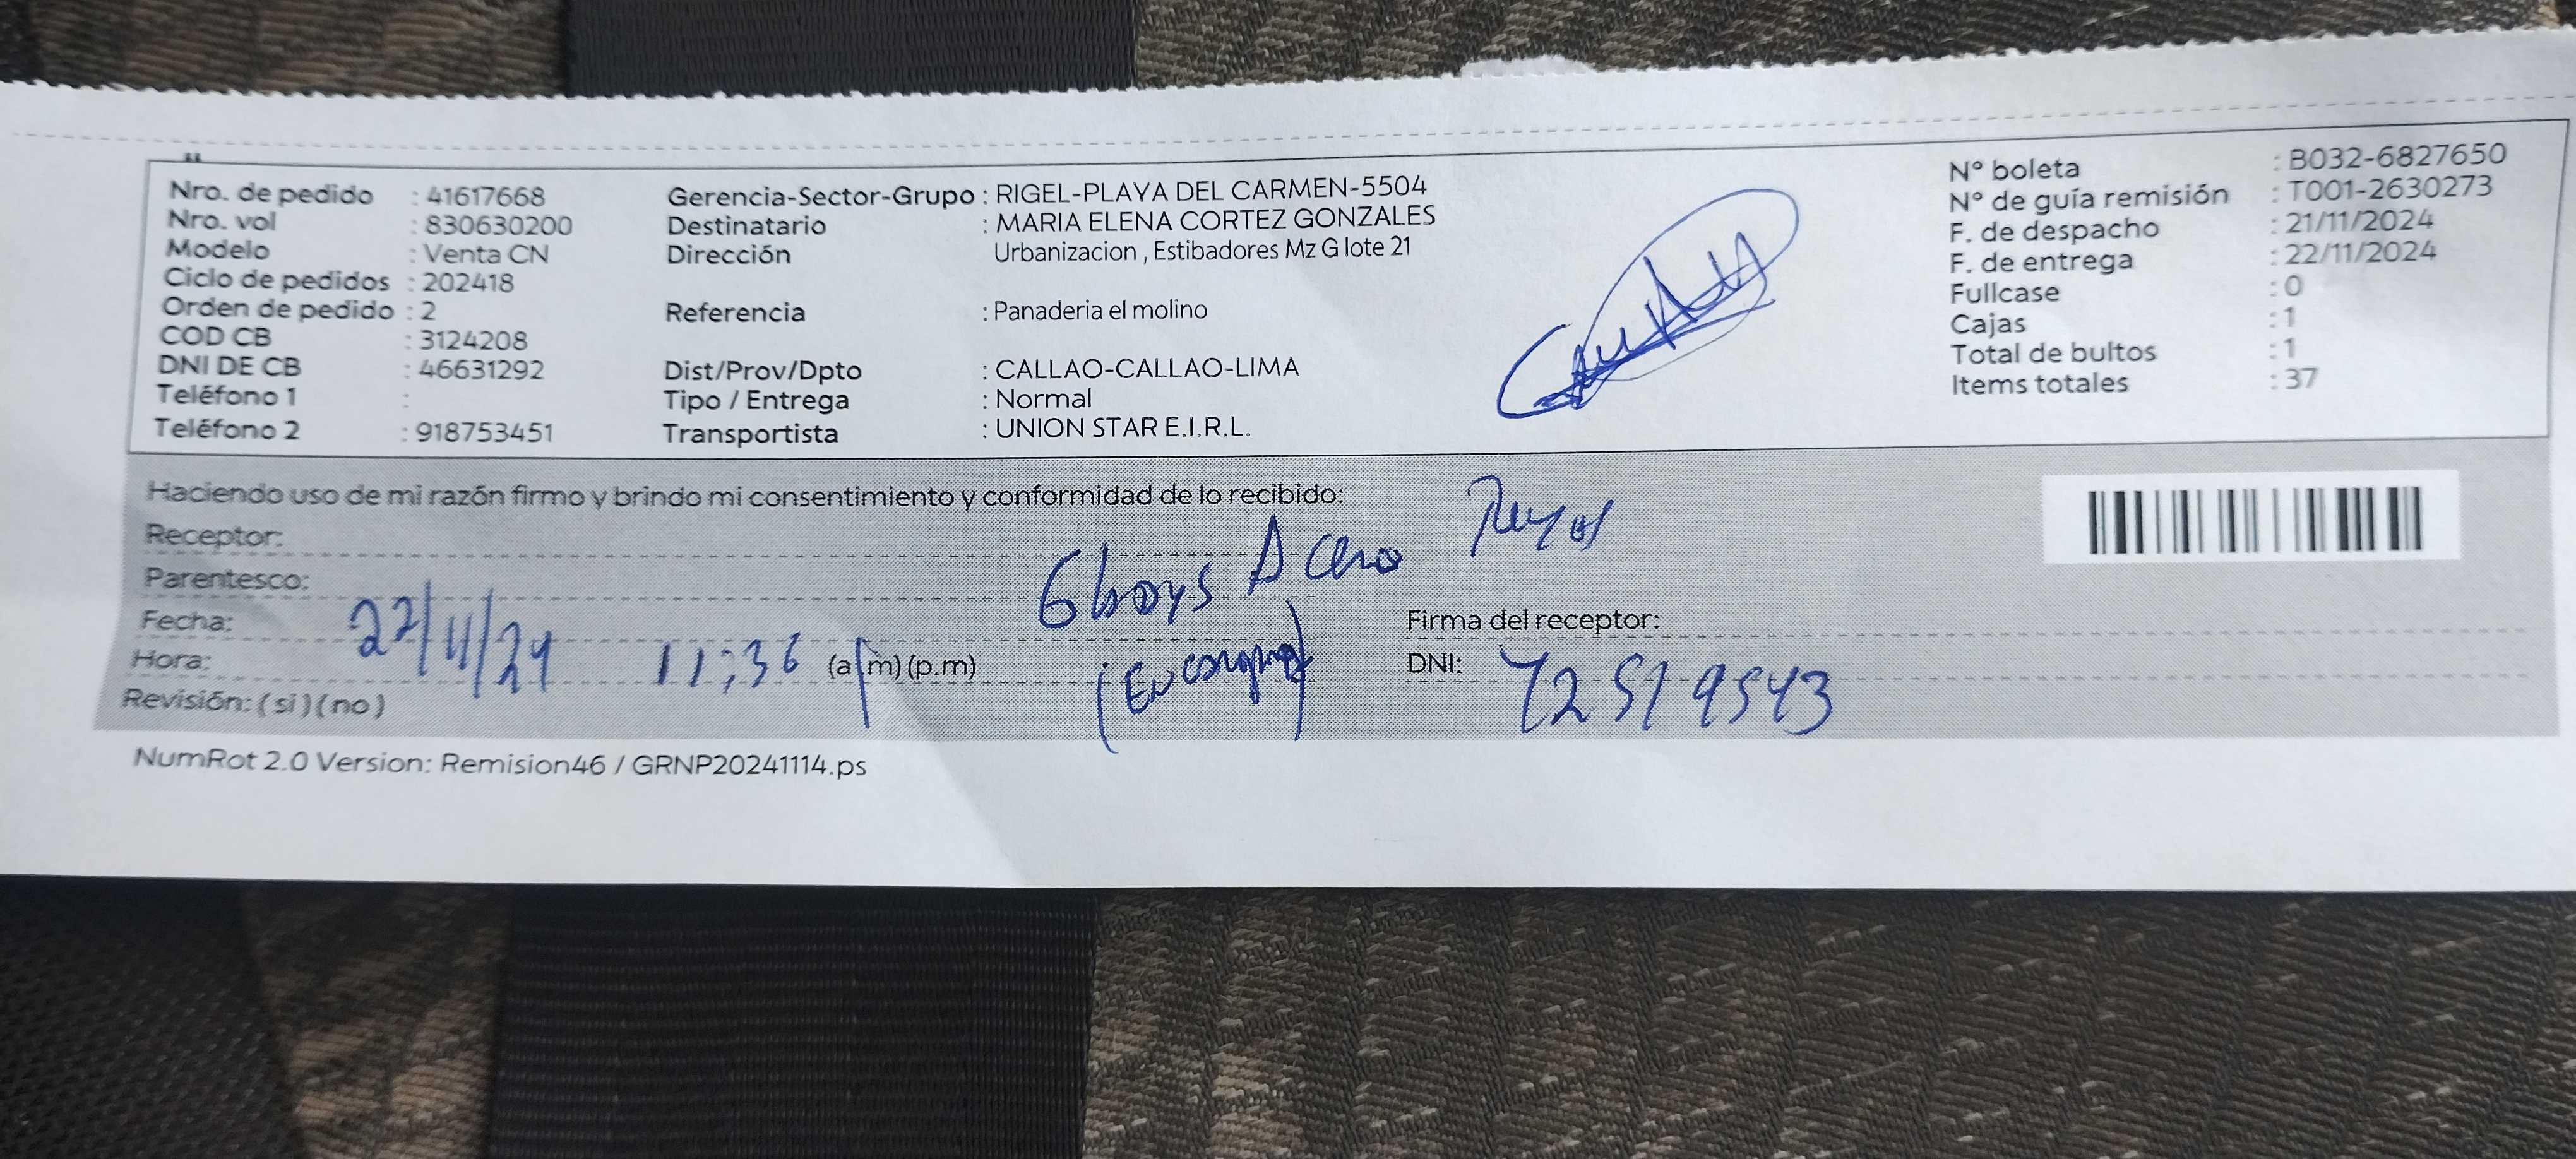 Nro. de pedido : 41617668
Nro. vol : 830630200
Modelo : Venta CN
Ciclo de pedidos : 202418
Orden de pedido : 2
COD CB : 3124208
DNI DE CB : 46631292
Teléfono 1 :
Teléfono 2 : 918753451
Gerencia-Sector-Grupo : RIGEL-PLAYA DEL CARMEN-5504
Destinatario : MARIA ELENA CORTEZ GONZALES
Dirección Urbanizacion , Estibadores Mz G lote 21
Referencia : Panaderia el molino
Dist/Prov/Dpto : CALLAO-CALLAO-LIMA
Tipo / Entrega : Normal
Transportista : UNION STAR E.I.R.L.
N° boleta : B032-6827650
N° de guía remisión : T001-2630273
F. de despacho : 21/11/2024
F. de entrega : 22/11/2024
Fullcase : 0
Cajas : 1
Total de bultos : 1
Items totales : 37
Haciendo uso de mi razón firmo y brindo mi consentimiento y conformidad de lo recibido:
Receptor:
Reyes
Parentesco:
Fecha: 22/11/24
Hora: 11:36 (a.m)(p.m)
Revisión: (si)(no)
Firma del receptor:
DNI: 72519543
NumRot 2.0 Version: Remision46 / GRNP20241114.ps